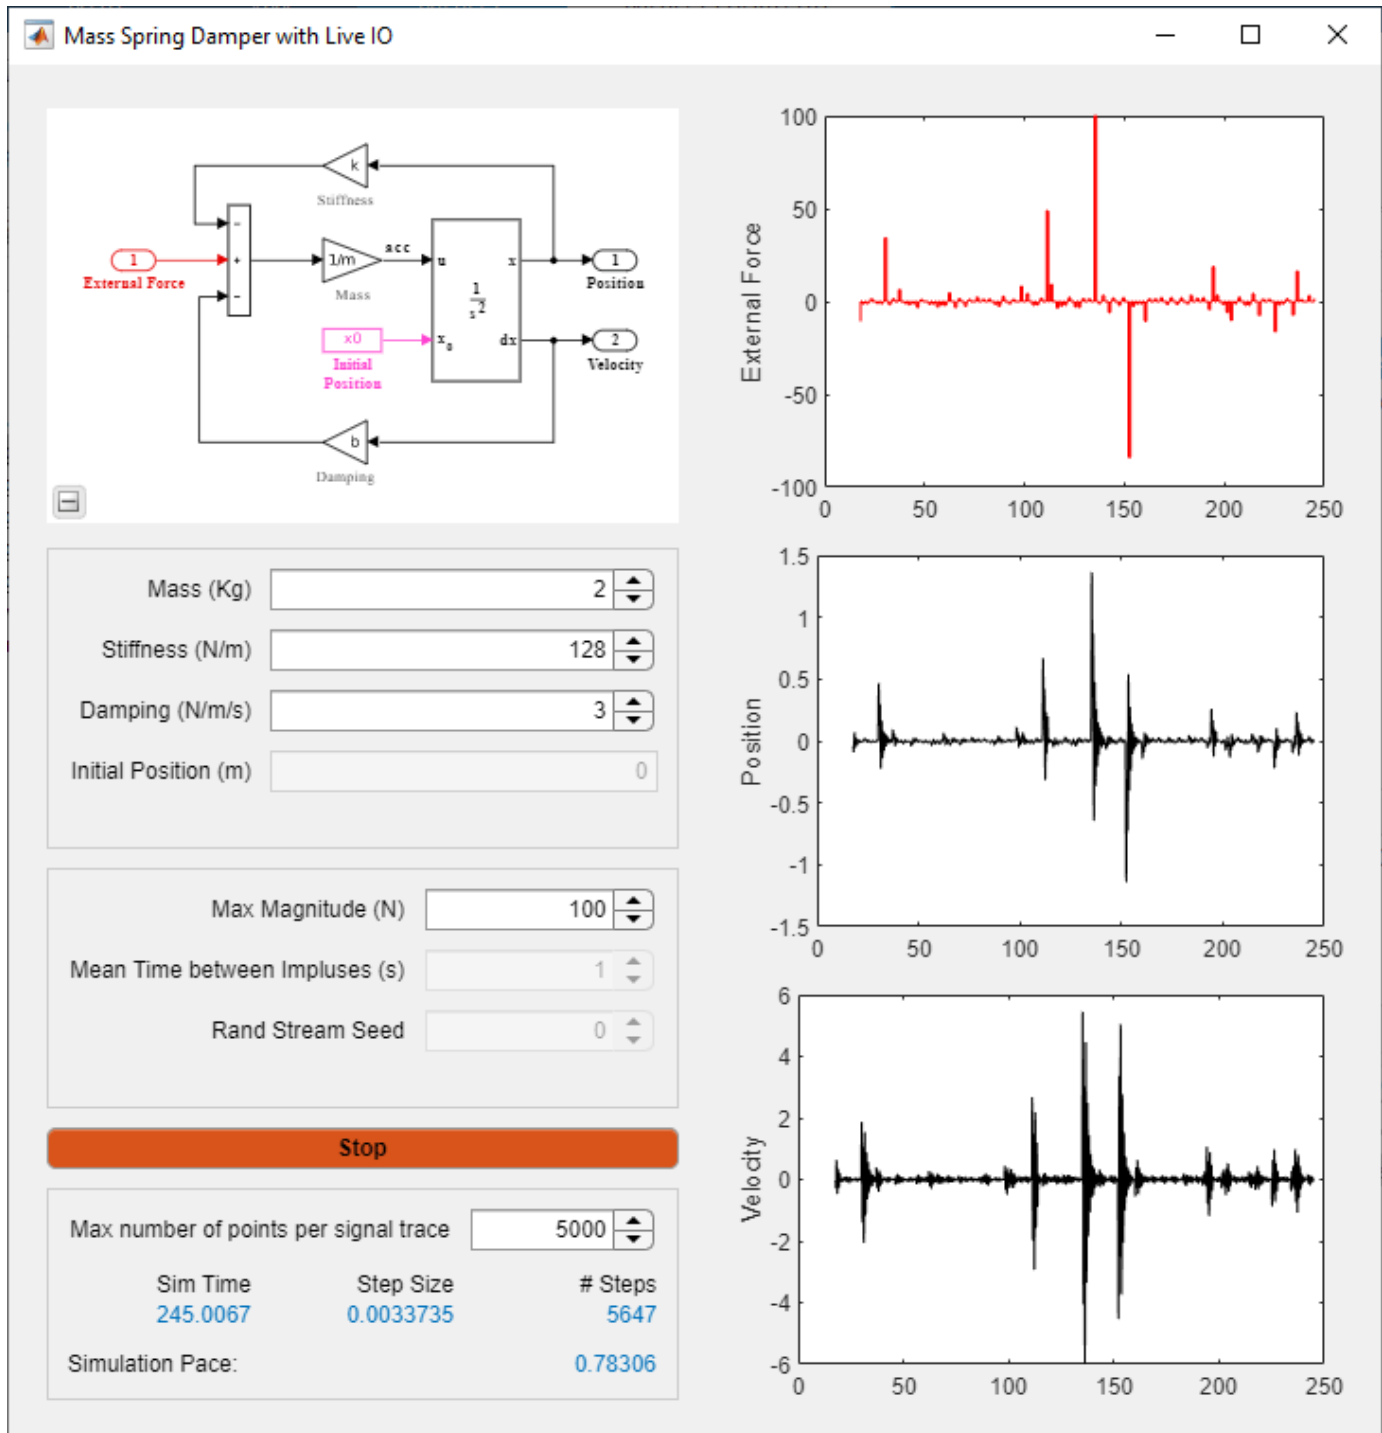 Mass Spring Damper with Live IO
k
Stiffness
1
External Force
-
+
-
1/m
Mass
acc
u
x
1
s²
x₀
dx
x0
Initial
Position
1
Position
2
Velocity
b
Damping
Mass (Kg) 2
Stiffness (N/m) 128
Damping (N/m/s) 3
Initial Position (m) 0
Max Magnitude (N) 100
Mean Time between Impluses (s) 1
Rand Stream Seed 0
Stop
Max number of points per signal trace 5000
Sim Time Step Size # Steps
245.0067 0.0033735 5647
Simulation Pace: 0.78306
External Force
100
50
0
-50
-100
0 50 100 150 200 250
Position
1.5
1
0.5
0
-0.5
-1
-1.5
0 50 100 150 200 250
Velocity
6
4
2
0
-2
-4
-6
0 50 100 150 200 250